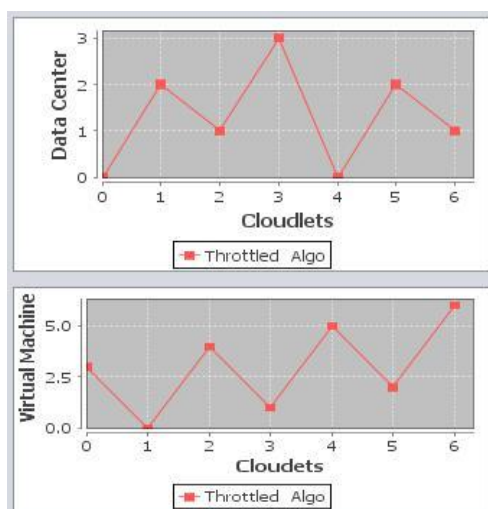 3
2
1
0
Data Center
0 1 2 3 4 5 6
Cloudlets
Throttled Algo
5.0
2.5
0.0
Virtual Machine
0 1 2 3 4 5 6
Cloudets
Throttled Algo